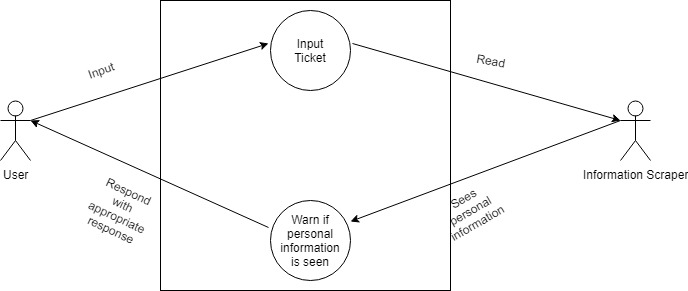 Input
Ticket
Input
Read
User
Information Scraper
Respond
with
appropriate
response
Sees
personal
information
Warn if
personal
information
is seen